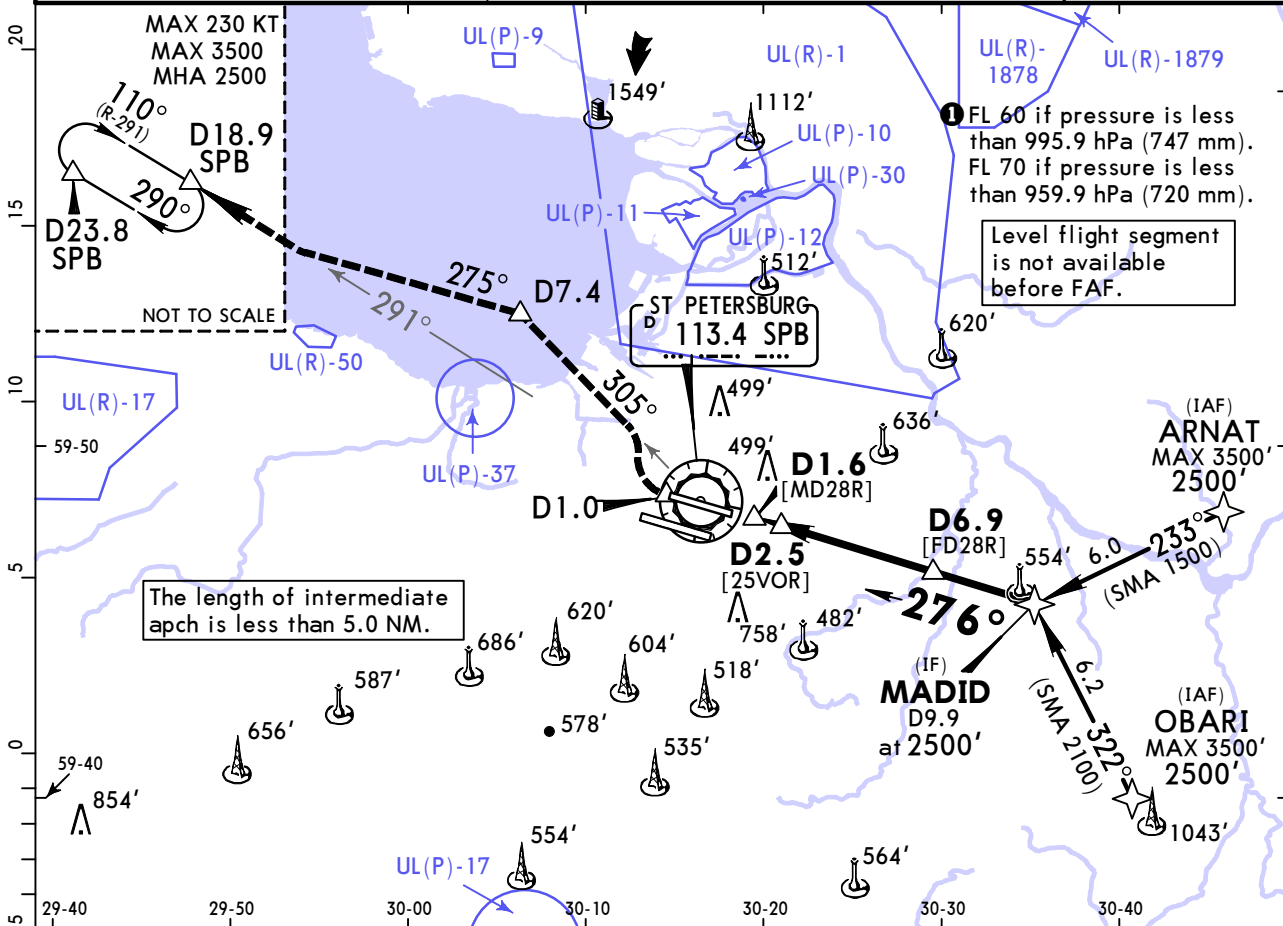 20
15
10
59-50
5
0
59-40
5
MAX 230 KT
MAX 3500
MHA 2500
110°
(R-291)
D18.9
SPB
290°
D23.8
SPB
NOT TO SCALE
275°
D7.4
291°
305°
UL(P)-9
1549'
UL(R)-1
1112'
UL(P)-10
UL(P)-30
UL(P)-11
UL(P)-12
512'
UL(R)-
1878
UL(R)-1879
1 FL 60 if pressure is less
than 995.9 hPa (747 mm).
FL 70 if pressure is less
than 959.9 hPa (720 mm).
Level flight segment
is not available
before FAF.
ST PETERSBURG
D
113.4 SPB
620'
UL(R)-50
UL(R)-17
UL(P)-37
499'
499'
636'
D1.0
D1.6
[MD28R]
D2.5
[25VOR]
D6.9
[FD28R]
554'
(IAF)
ARNAT
MAX 3500'
2500'
6.0
233°
(SMA 1500)
276°
The length of intermediate
apch is less than 5.0 NM.
758'
482'
(IF)
MADID
D9.9
at 2500'
6.2
322°
(SMA 2100)
(IAF)
OBARI
MAX 3500'
2500'
1043'
620'
686'
604'
587'
518'
578'
656'
535'
854'
554'
564'
UL(P)-17
29-40
29-50
30-00
30-10
30-20
30-30
30-40